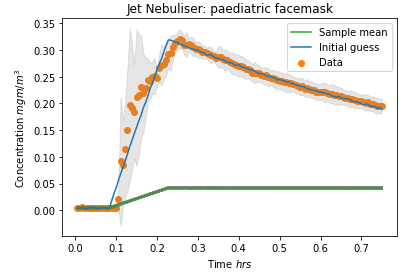 Jet Nebuliser: paediatric facemask
Concentration mgmI/m³
0.35
0.30
0.25
0.20
0.15
0.10
0.05
0.00
Sample mean
Initial guess
Data
0.0 0.1 0.2 0.3 0.4 0.5 0.6 0.7
Time hrs